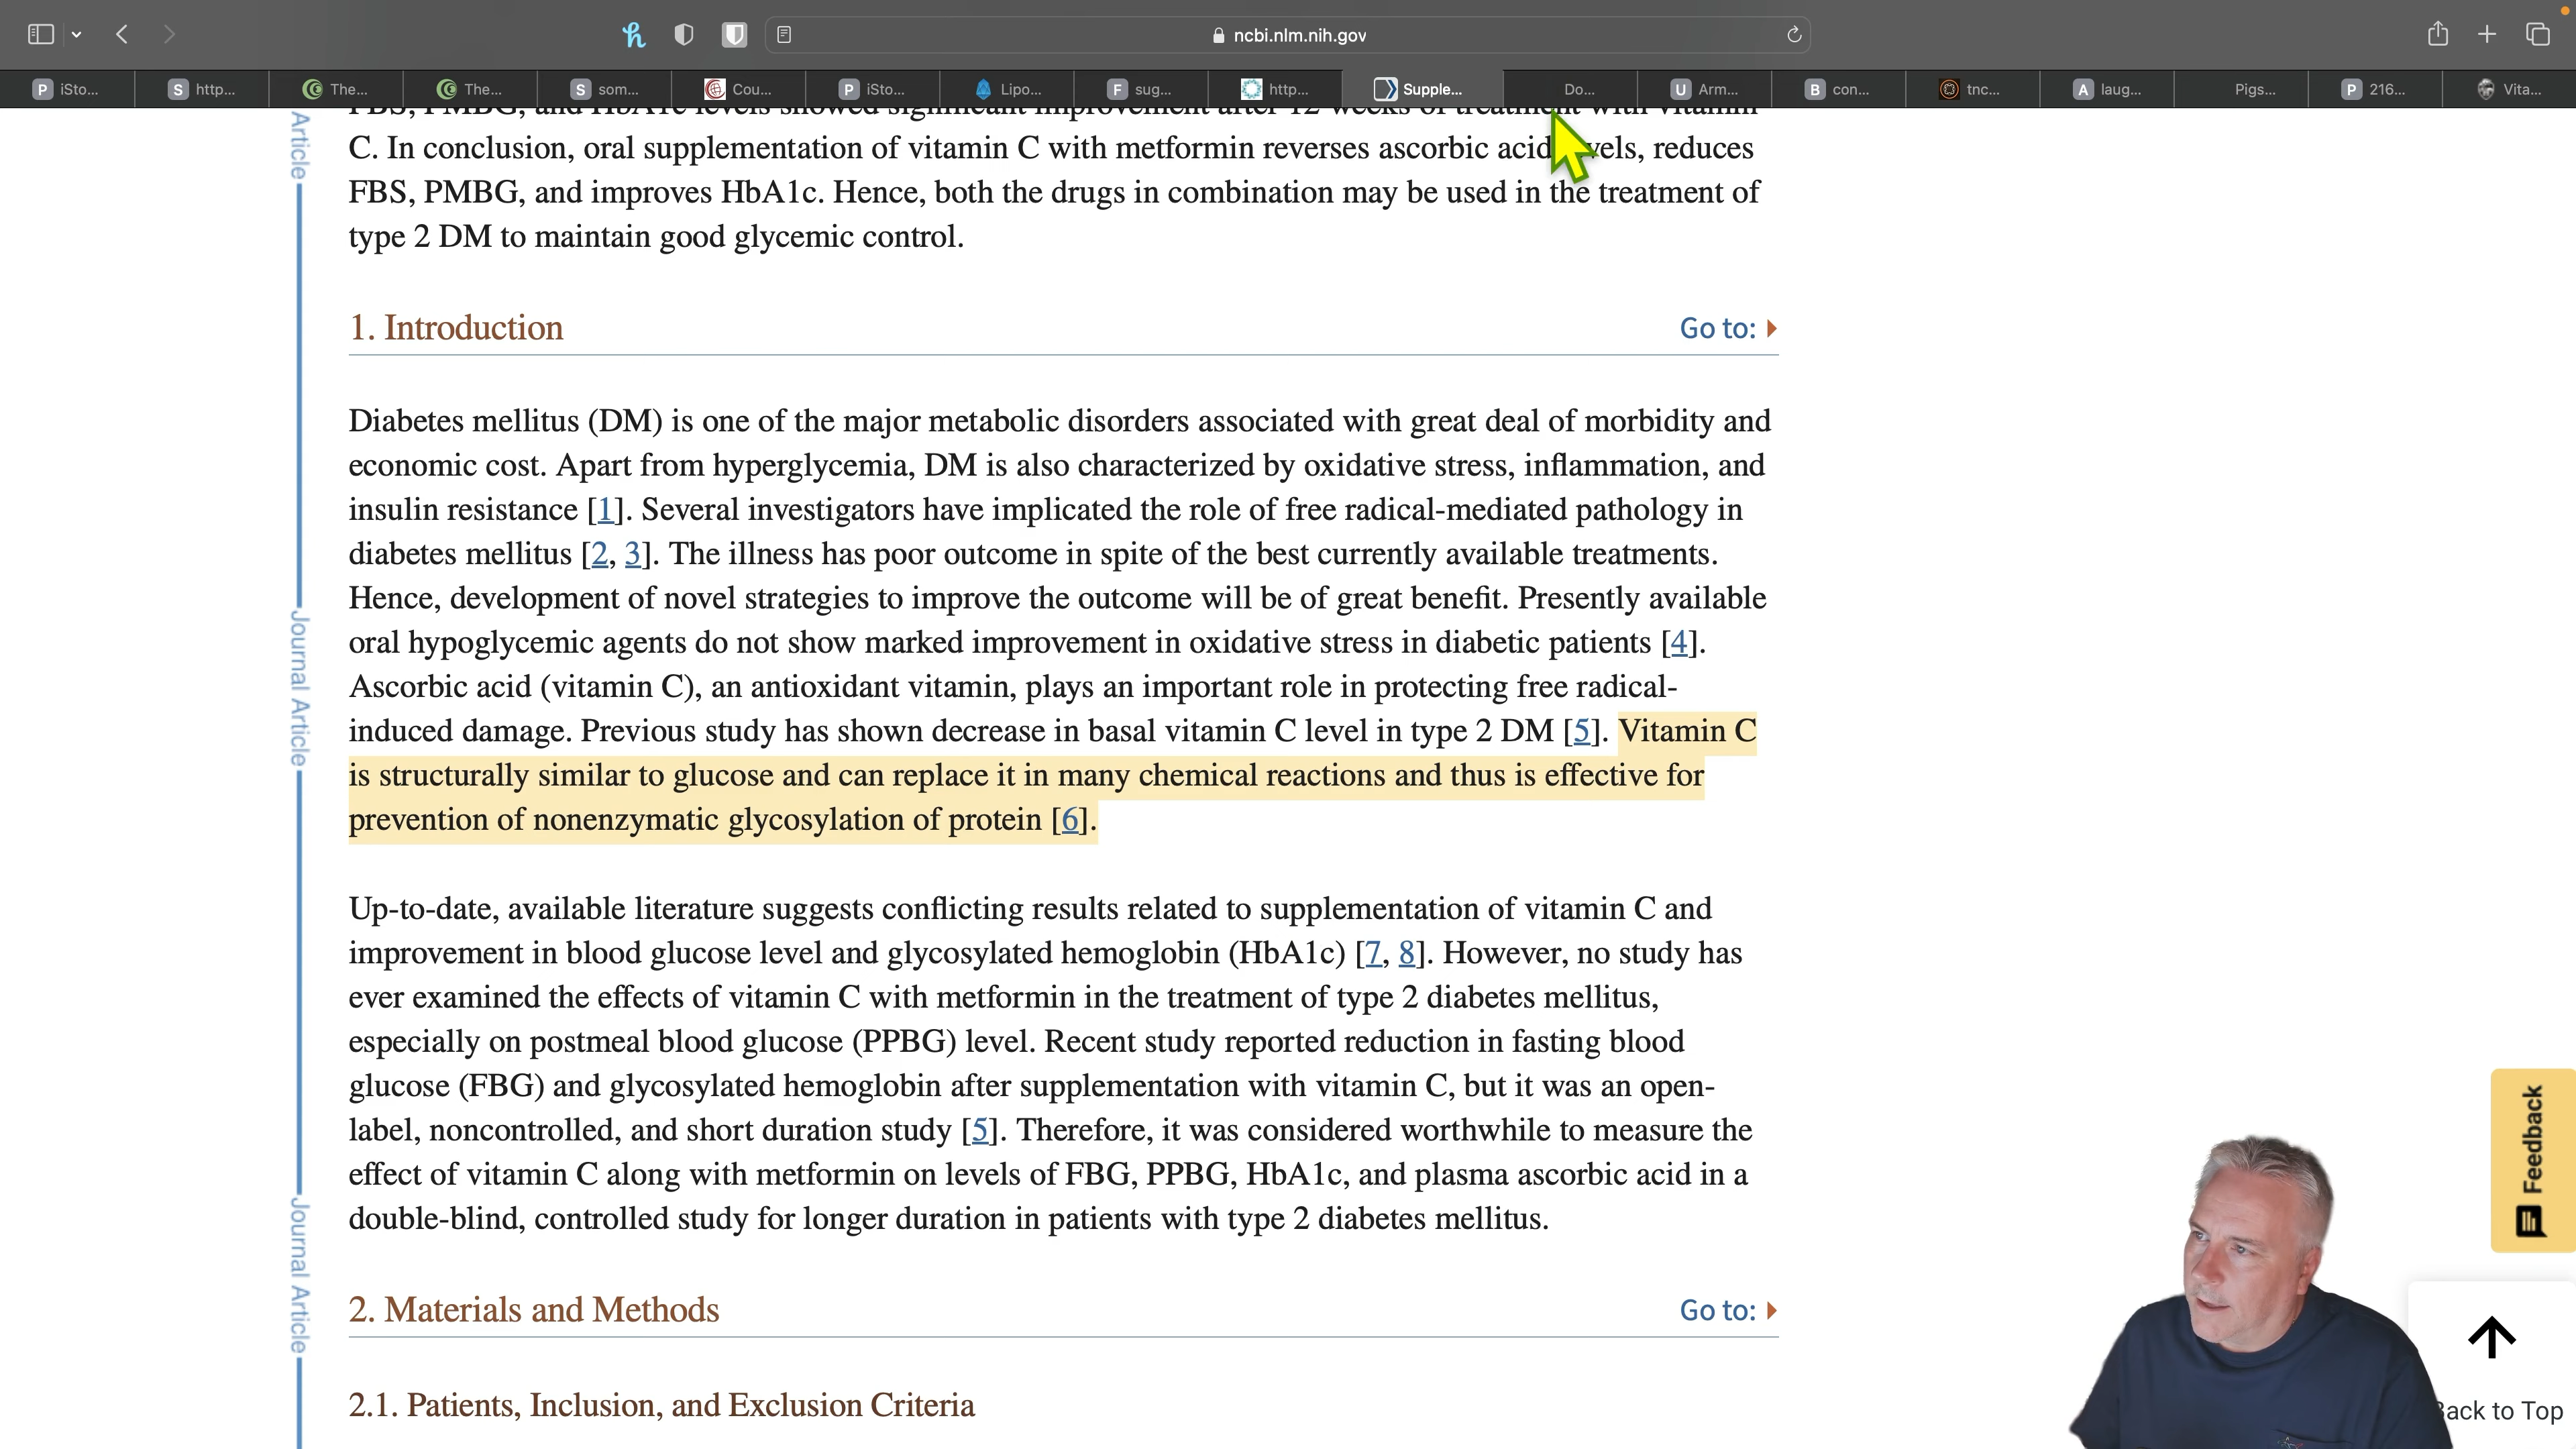 ncbi.nlm.nih.gov
P iSto...
S http...
The...
The...
S som...
Cou...
P iSto...
Lipo...
F sug...
http...
Supple...
Do...
U Arm...
B con...
tnc...
A laug...
Pigs...
P 216...
Vita...
FBS, PMBG, and HbA1c levels showed significant improvement after 12 weeks of treatment with vitamin
C. In conclusion, oral supplementation of vitamin C with metformin reverses ascorbic acid vels, reduces
FBS, PMBG, and improves HbA1c. Hence, both the drugs in combination may be used in the treatment of
type 2 DM to maintain good glycemic control.
1. Introduction
Go to:
Diabetes mellitus (DM) is one of the major metabolic disorders associated with great deal of morbidity and
economic cost. Apart from hyperglycemia, DM is also characterized by oxidative stress, inflammation, and
insulin resistance [1]. Several investigators have implicated the role of free radical-mediated pathology in
diabetes mellitus [2, 3]. The illness has poor outcome in spite of the best currently available treatments.
Hence, development of novel strategies to improve the outcome will be of great benefit. Presently available
oral hypoglycemic agents do not show marked improvement in oxidative stress in diabetic patients [4].
Ascorbic acid (vitamin C), an antioxidant vitamin, plays an important role in protecting free radical-
induced damage. Previous study has shown decrease in basal vitamin C level in type 2 DM [5]. Vitamin C
is structurally similar to glucose and can replace it in many chemical reactions and thus is effective for
prevention of nonenzymatic glycosylation of protein [6].
Up-to-date, available literature suggests conflicting results related to supplementation of vitamin C and
improvement in blood glucose level and glycosylated hemoglobin (HbA1c) [7, 8]. However, no study has
ever examined the effects of vitamin C with metformin in the treatment of type 2 diabetes mellitus,
especially on postmeal blood glucose (PPBG) level. Recent study reported reduction in fasting blood
glucose (FBG) and glycosylated hemoglobin after supplementation with vitamin C, but it was an open-
label, noncontrolled, and short duration study [5]. Therefore, it was considered worthwhile to measure the
effect of vitamin C along with metformin on levels of FBG, PPBG, HbA1c, and plasma ascorbic acid in a
double-blind, controlled study for longer duration in patients with type 2 diabetes mellitus.
2. Materials and Methods
Go to:
2.1. Patients, Inclusion, and Exclusion Criteria
Article
Journal Article
Journal Article
Feedback
ack to Top